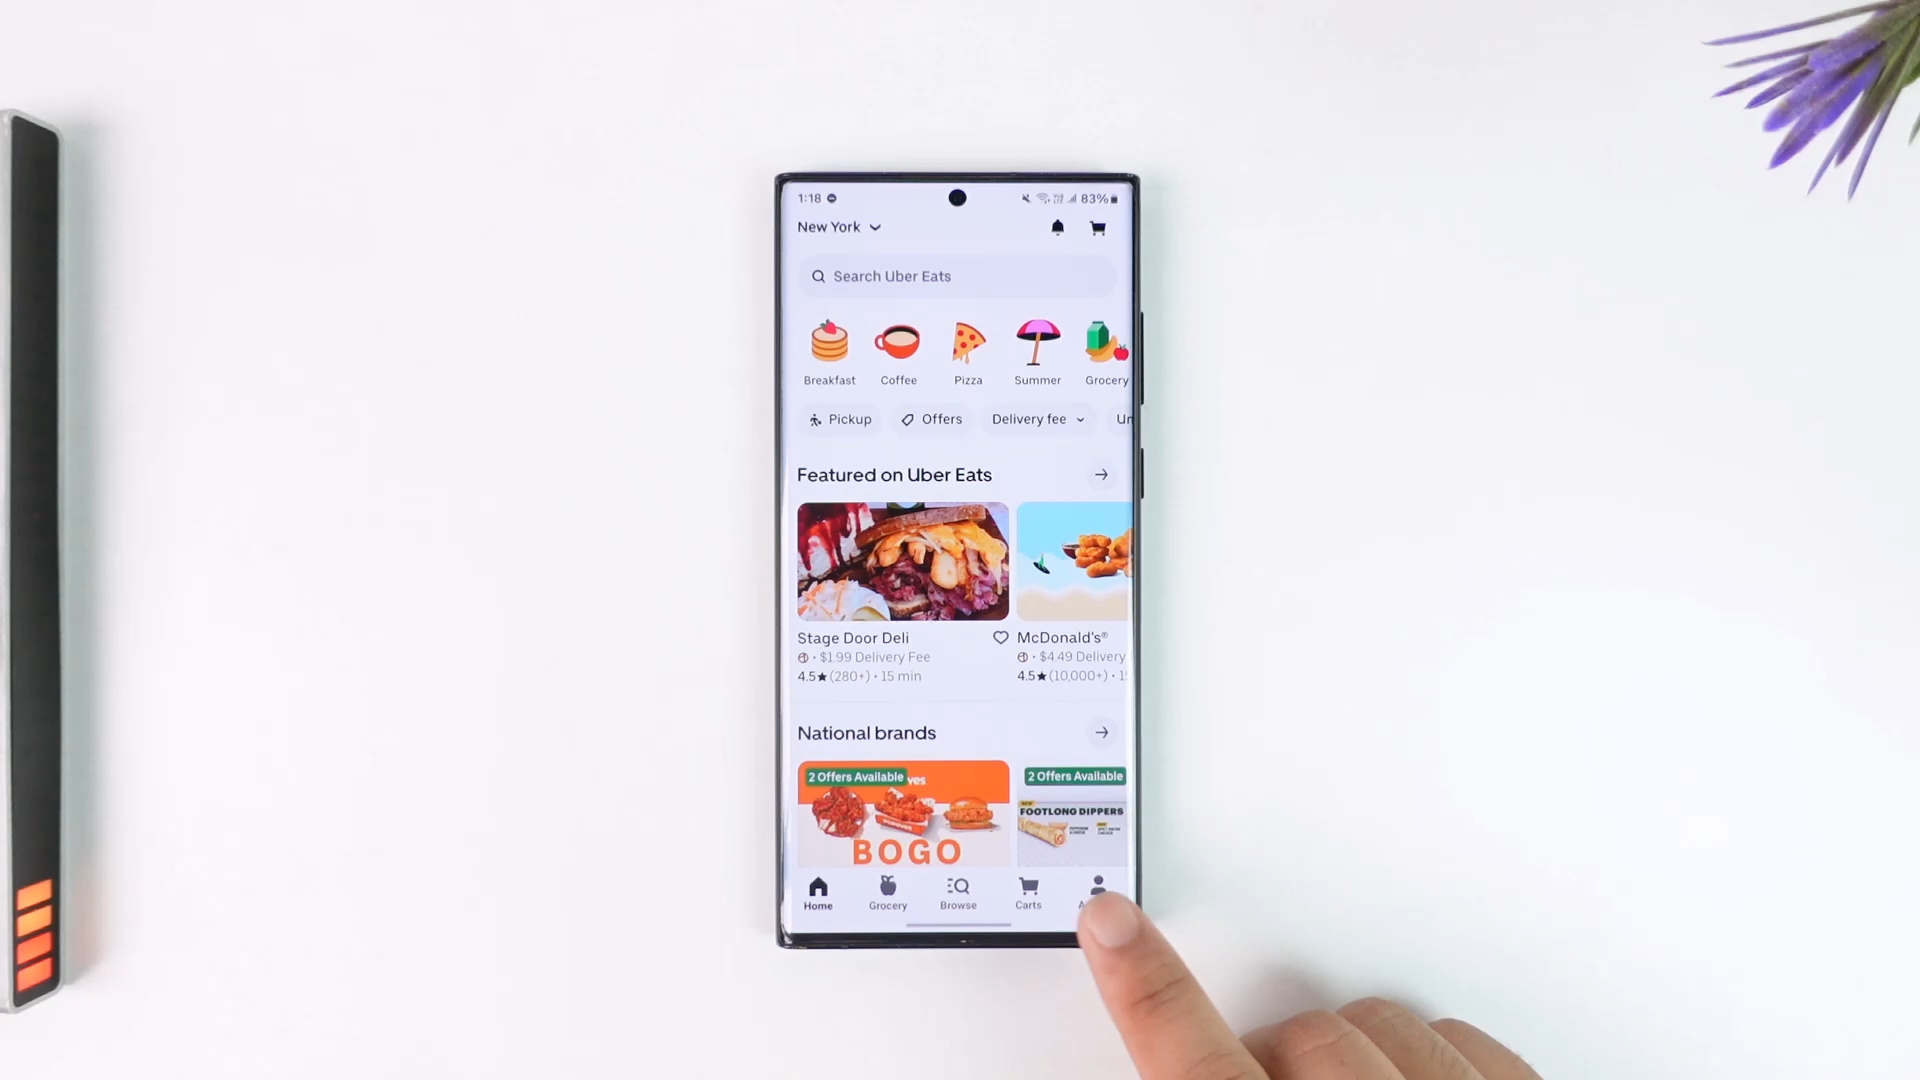 1:18 83%
New York
Search Uber Eats
Breakfast Coffee Pizza Summer Grocery
Pickup Offers Delivery fee Un
Featured on Uber Eats
Stage Door Deli McDonald's®
• $1.99 Delivery Fee • $4.49 Delivery
4.5★(280+) • 15 min 4.5★(10,000+) •
National brands
2 Offers Available yes 2 Offers Available
FOOTLONG DIPPERS
BOGO
Home Grocery Browse Carts